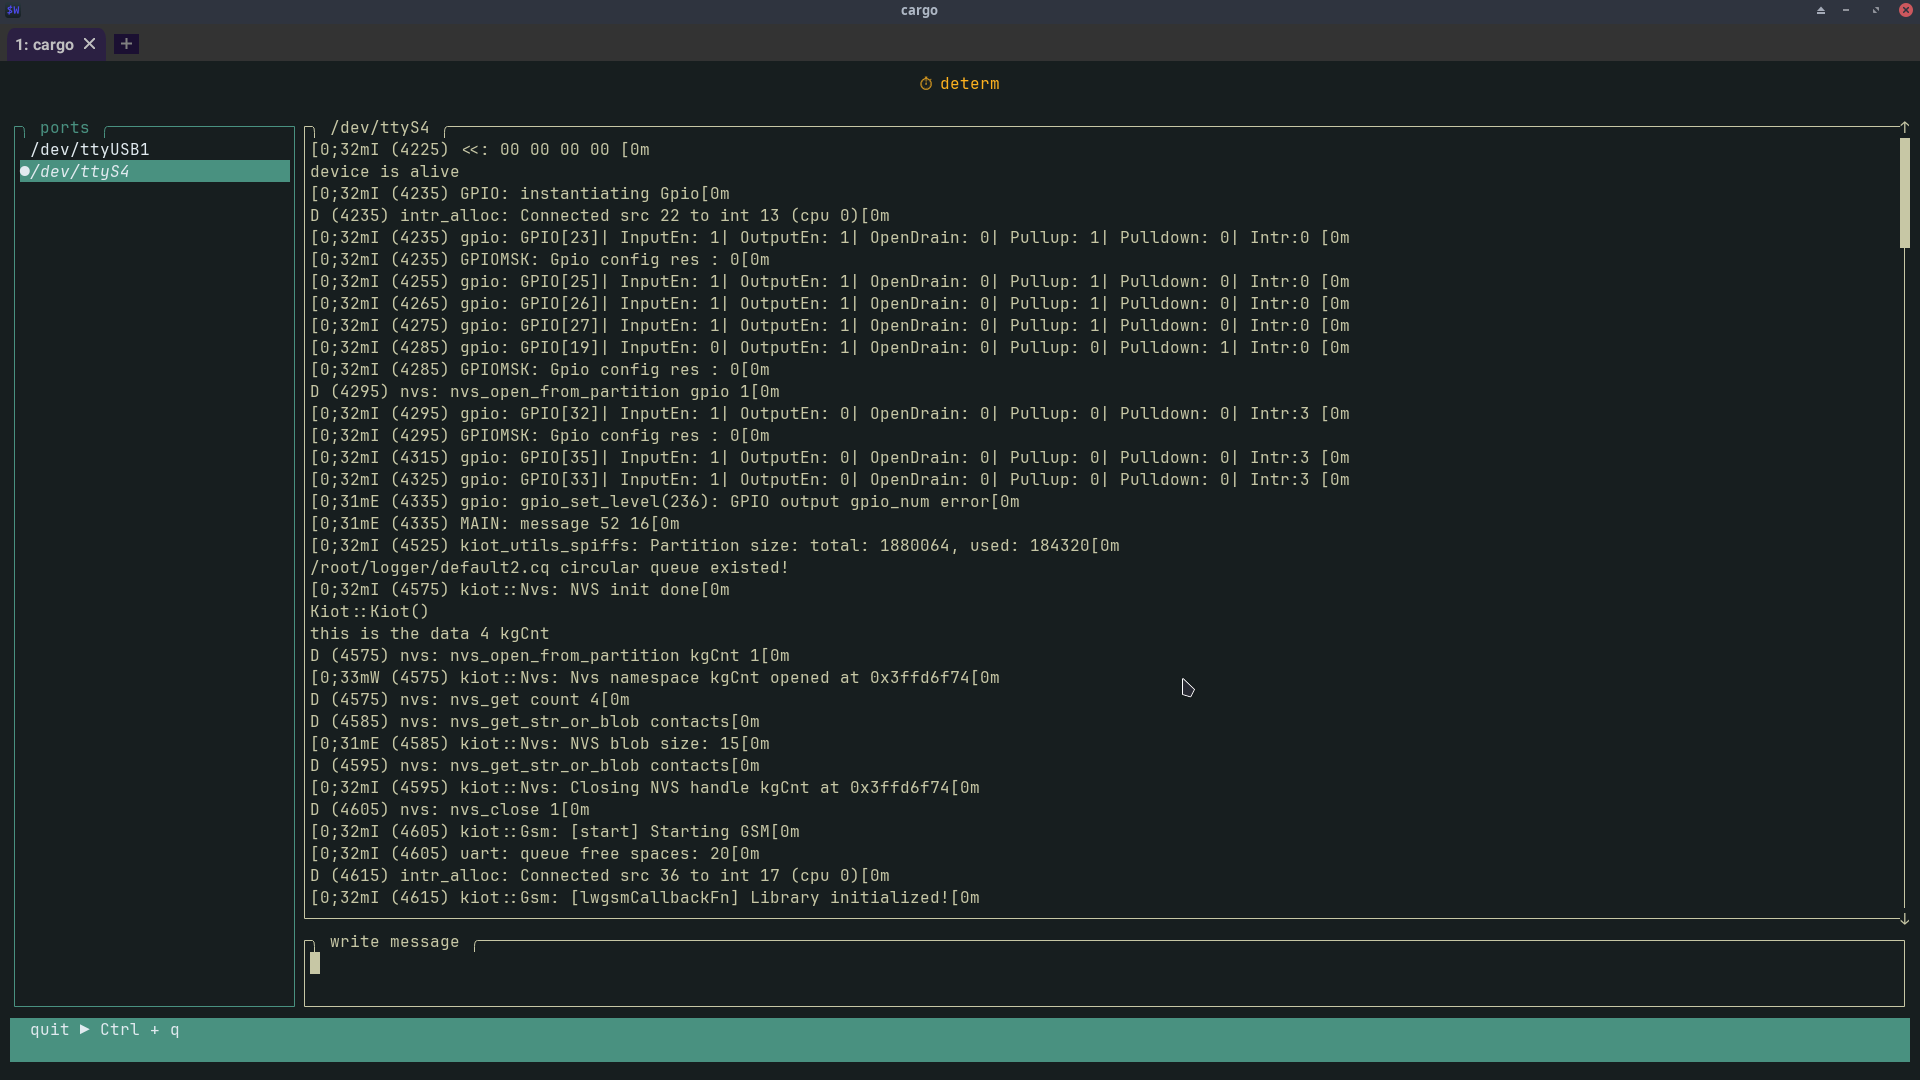 $W
cargo
1: cargo
⏱ determ
ports
/dev/ttyUSB1
/dev/ttyS4
/dev/ttyS4
[0;32mI (4225) <<: 00 00 00 00 [0m
device is alive
[0;32mI (4235) GPIO: instantiating Gpio[0m
D (4235) intr_alloc: Connected src 22 to int 13 (cpu 0)[0m
[0;32mI (4235) gpio: GPIO[23]| InputEn: 1| OutputEn: 1| OpenDrain: 0| Pullup: 1| Pulldown: 0| Intr:0 [0m
[0;32mI (4235) GPIOMSK: Gpio config res : 0[0m
[0;32mI (4255) gpio: GPIO[25]| InputEn: 1| OutputEn: 1| OpenDrain: 0| Pullup: 1| Pulldown: 0| Intr:0 [0m
[0;32mI (4265) gpio: GPIO[26]| InputEn: 1| OutputEn: 1| OpenDrain: 0| Pullup: 1| Pulldown: 0| Intr:0 [0m
[0;32mI (4275) gpio: GPIO[27]| InputEn: 1| OutputEn: 1| OpenDrain: 0| Pullup: 1| Pulldown: 0| Intr:0 [0m
[0;32mI (4285) gpio: GPIO[19]| InputEn: 0| OutputEn: 1| OpenDrain: 0| Pullup: 0| Pulldown: 1| Intr:0 [0m
[0;32mI (4285) GPIOMSK: Gpio config res : 0[0m
D (4295) nvs: nvs_open_from_partition gpio 1[0m
[0;32mI (4295) gpio: GPIO[32]| InputEn: 1| OutputEn: 0| OpenDrain: 0| Pullup: 0| Pulldown: 0| Intr:3 [0m
[0;32mI (4295) GPIOMSK: Gpio config res : 0[0m
[0;32mI (4315) gpio: GPIO[35]| InputEn: 1| OutputEn: 0| OpenDrain: 0| Pullup: 0| Pulldown: 0| Intr:3 [0m
[0;32mI (4325) gpio: GPIO[33]| InputEn: 1| OutputEn: 0| OpenDrain: 0| Pullup: 0| Pulldown: 0| Intr:3 [0m
[0;31mE (4335) gpio: gpio_set_level(236): GPIO output gpio_num error[0m
[0;31mE (4335) MAIN: message 52 16[0m
[0;32mI (4525) kiot_utils_spiffs: Partition size: total: 1880064, used: 184320[0m
/root/logger/default2.cq circular queue existed!
[0;32mI (4575) kiot::Nvs: NVS init done[0m
Kiot::Kiot()
this is the data 4 kgCnt
D (4575) nvs: nvs_open_from_partition kgCnt 1[0m
[0;33mW (4575) kiot::Nvs: Nvs namespace kgCnt opened at 0x3ffd6f74[0m
D (4575) nvs: nvs_get count 4[0m
D (4585) nvs: nvs_get_str_or_blob contacts[0m
[0;31mE (4585) kiot::Nvs: NVS blob size: 15[0m
D (4595) nvs: nvs_get_str_or_blob contacts[0m
[0;32mI (4595) kiot::Nvs: Closing NVS handle kgCnt at 0x3ffd6f74[0m
D (4605) nvs: nvs_close 1[0m
[0;32mI (4605) kiot::Gsm: [start] Starting GSM[0m
[0;32mI (4605) uart: queue free spaces: 20[0m
D (4615) intr_alloc: Connected src 36 to int 17 (cpu 0)[0m
[0;32mI (4615) kiot::Gsm: [lwgsmCallbackFn] Library initialized![0m
write message
quit ► Ctrl + q